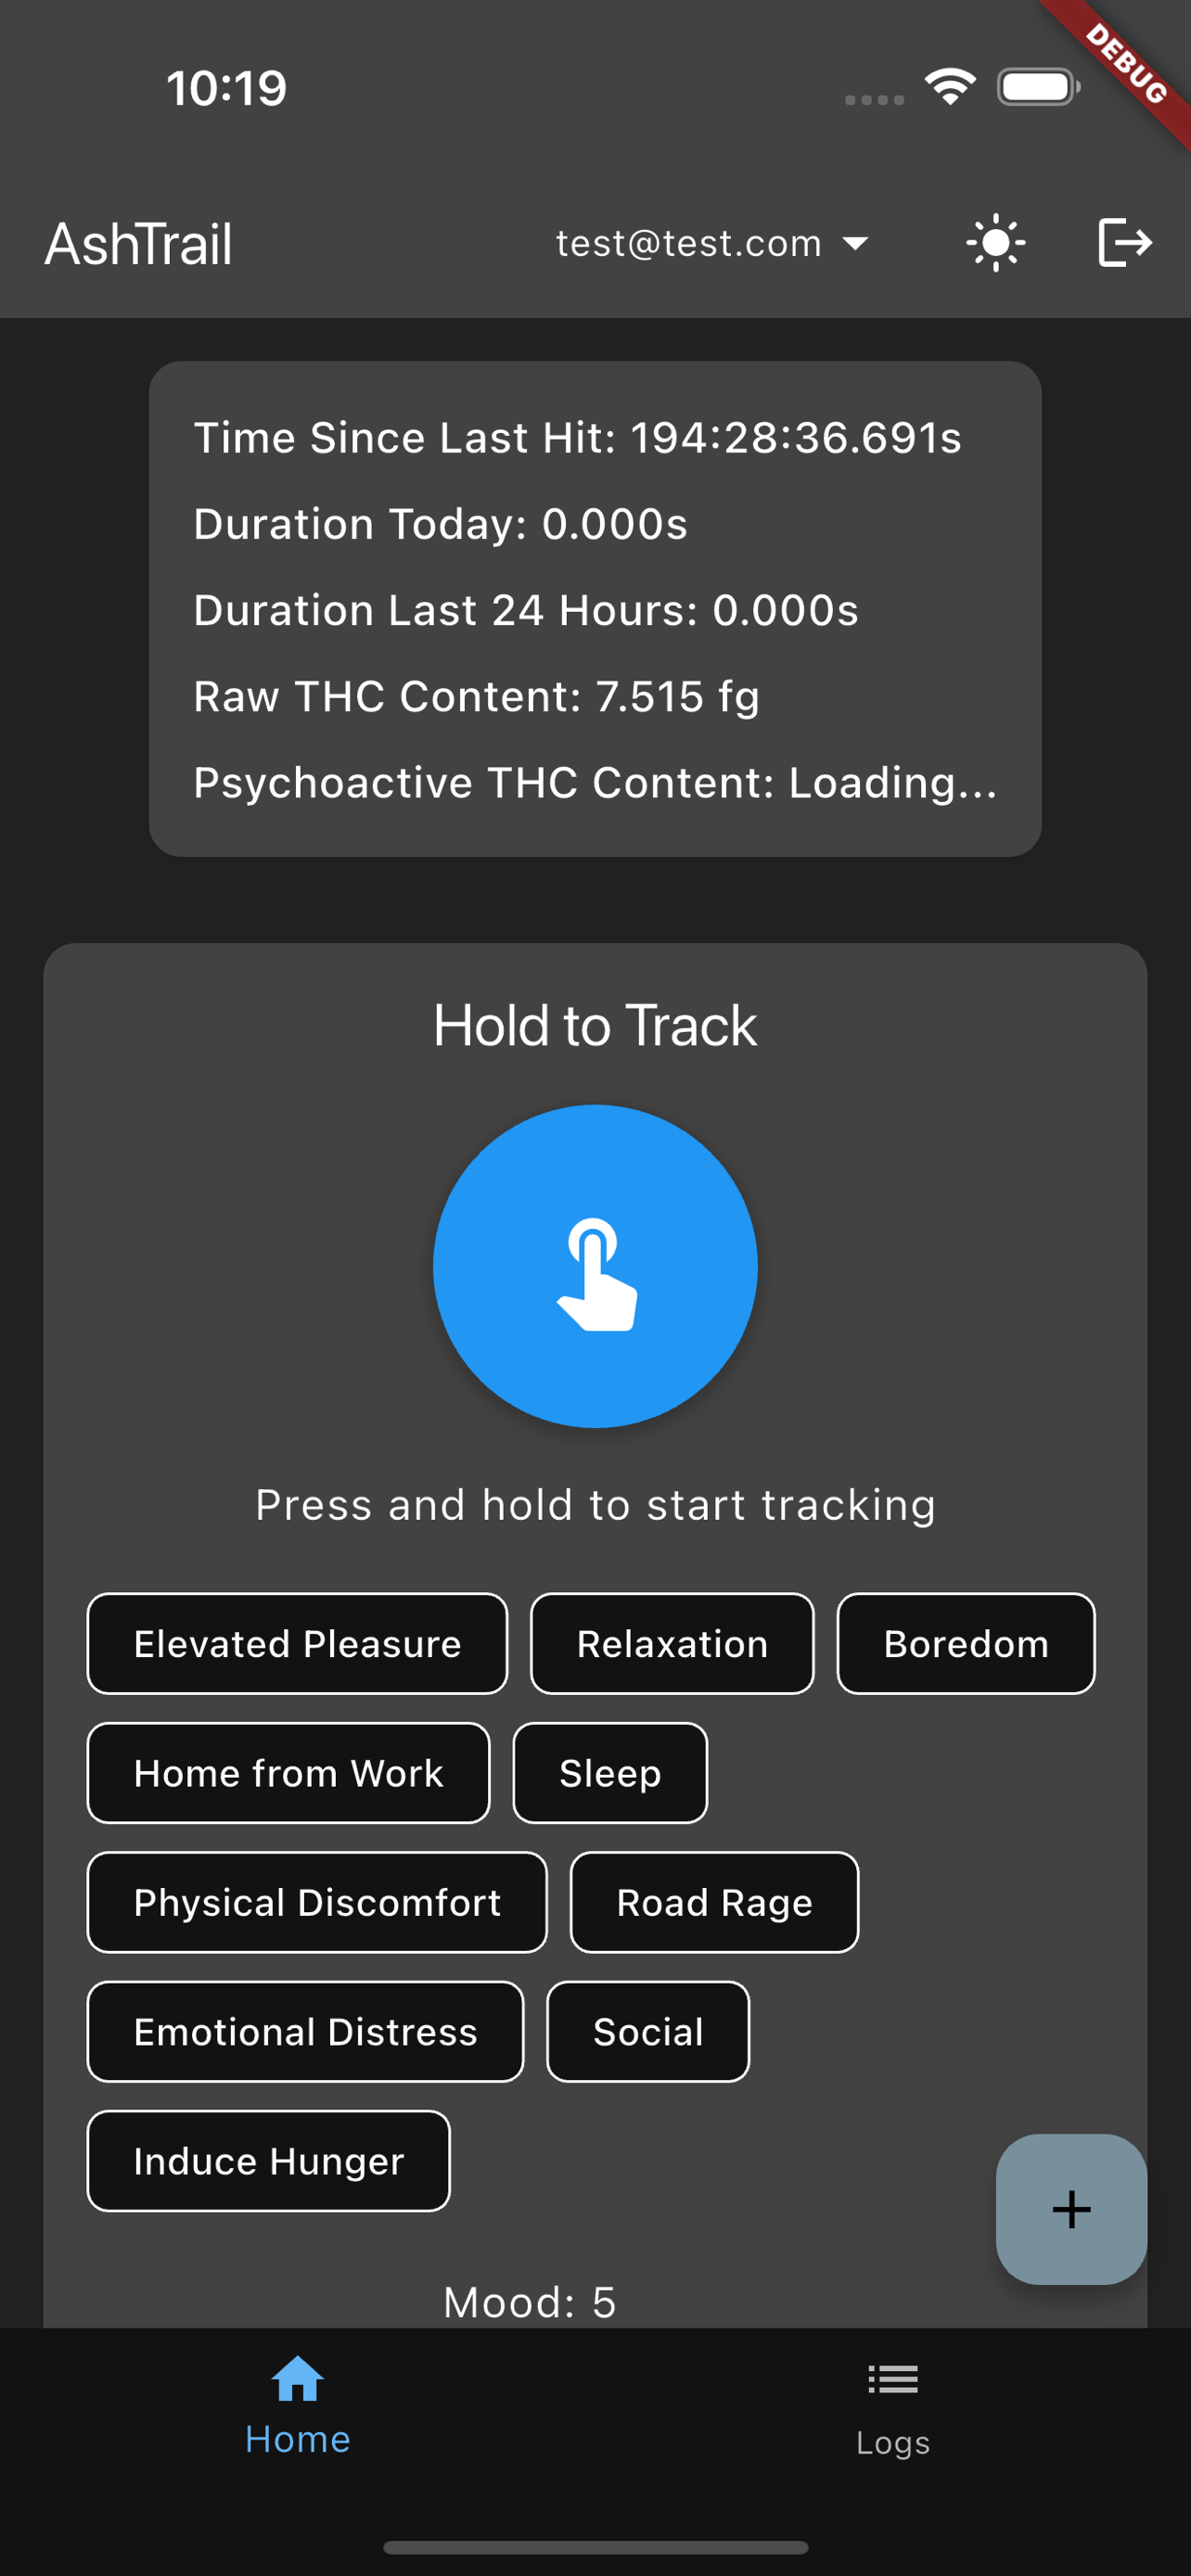 10:19
DEBUG
AshTrail
test@test.com
Time Since Last Hit: 194:28:36.691s
Duration Today: 0.000s
Duration Last 24 Hours: 0.000s
Raw THC Content: 7.515 fg
Psychoactive THC Content: Loading...
Hold to Track
Press and hold to start tracking
Elevated Pleasure Relaxation Boredom
Home from Work Sleep
Physical Discomfort Road Rage
Emotional Distress Social
Induce Hunger
+
Mood: 5
Home Logs